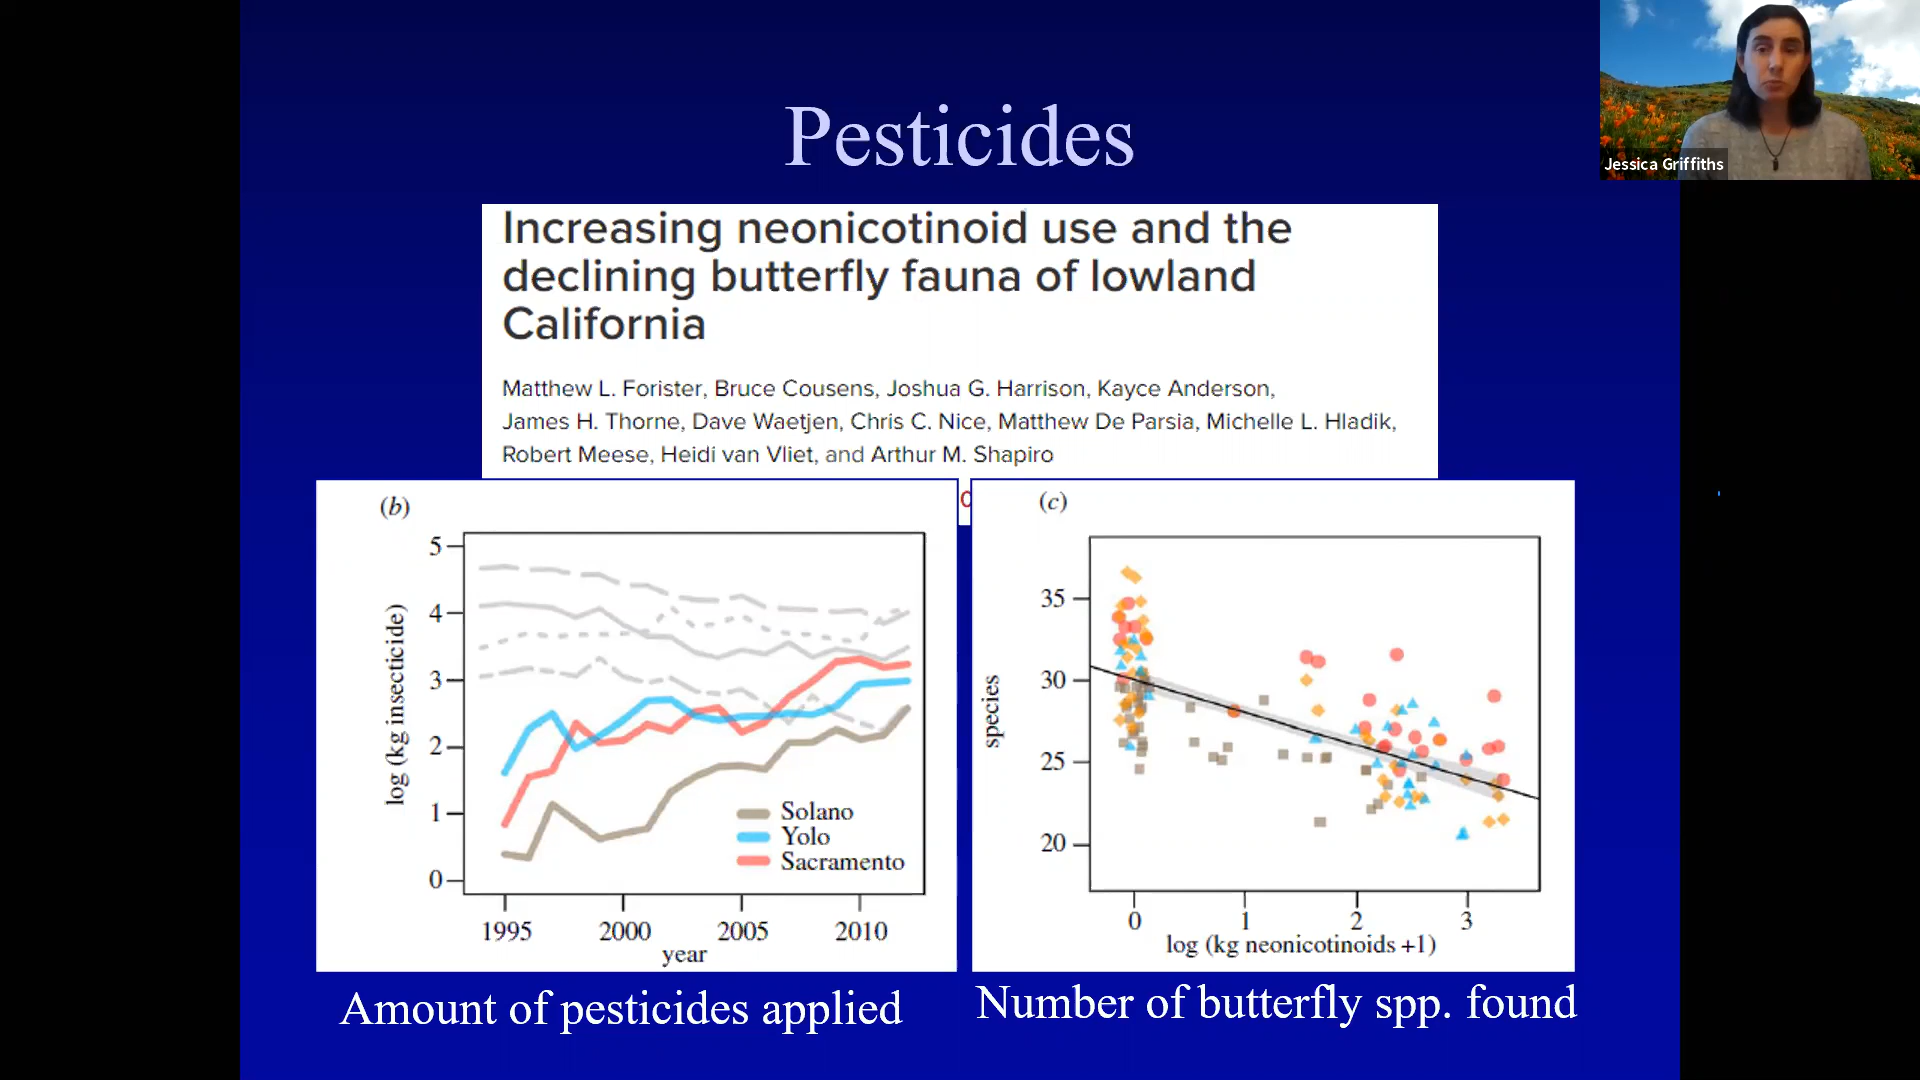 Pesticides
Jessica Griffiths
Increasing neonicotinoid use and the
declining butterfly fauna of lowland
California
Matthew L. Forister, Bruce Cousens, Joshua G. Harrison, Kayce Anderson,
James H. Thorne, Dave Waetjen, Chris C. Nice, Matthew De Parsia, Michelle L. Hladik,
Robert Meese, Heidi van Vliet, and Arthur M. Shapiro
(b)
log (kg insecticide)
5
4
3
2
1
0
Solano
Yolo
Sacramento
1995 2000 2005 2010
year
(c)
species
35
30
25
20
0 1 2 3
log (kg neonicotinoids +1)
Amount of pesticides applied
Number of butterfly spp. found